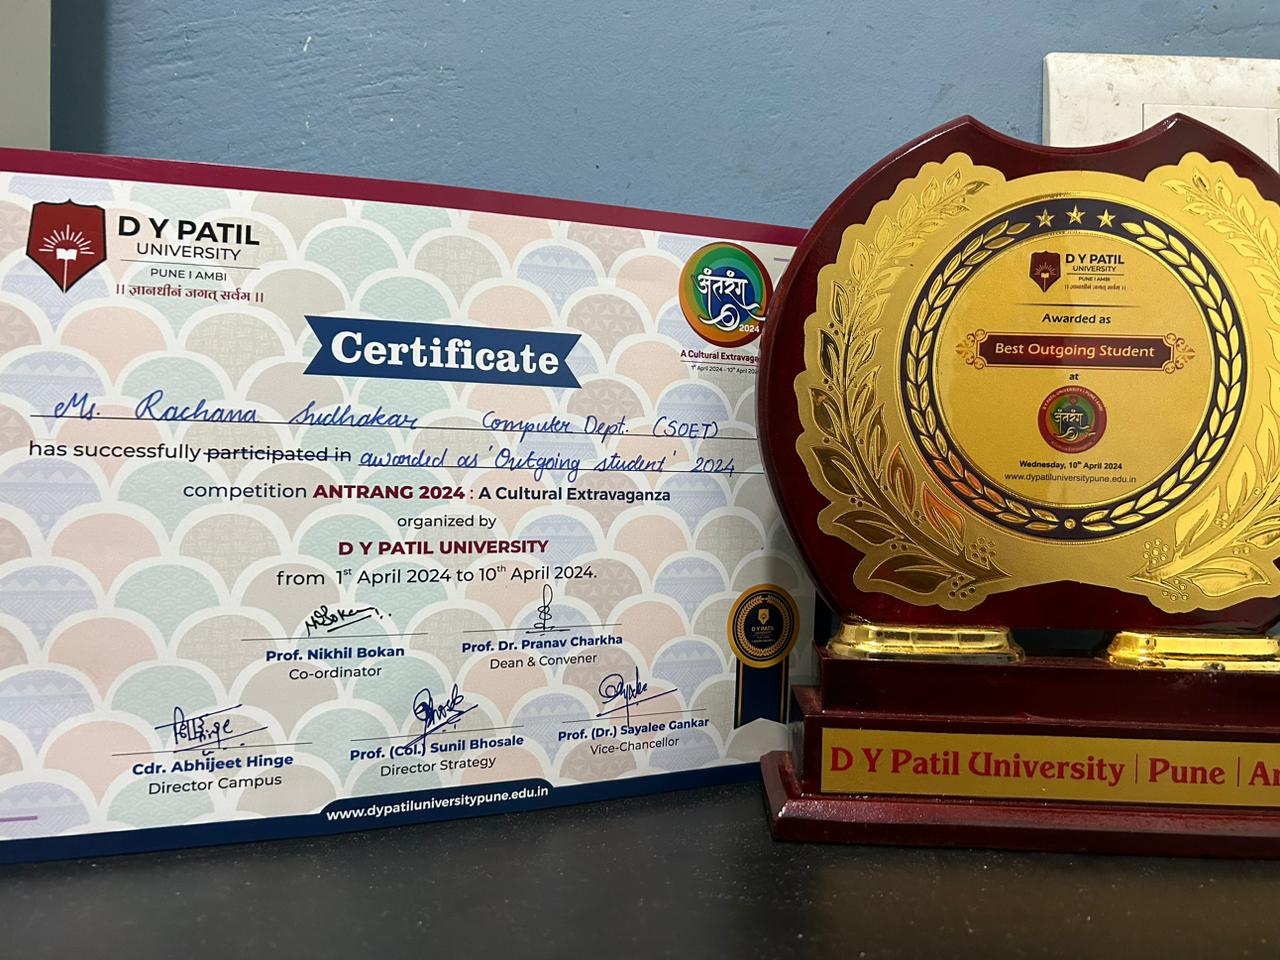 D Y PATIL
UNIVERSITY
PUNE I AMBI
॥ ज्ञानधीनं जगत् सर्वम ॥
अंतरंग
2024
A Cultural Extravaga
1st April 2024 - 10th April 202
Certificate
Ms. Rachana Sudhakar Computer Dept. (SOET)
has successfully participated in awarded as 'Outgoing student' 2024
competition ANTRANG 2024 : A Cultural Extravaganza
organized by
D Y PATIL UNIVERSITY
from 1st April 2024 to 10th April 2024.
Prof. Nikhil Bokan
Co-ordinator
Prof. Dr. Pranav Charkha
Dean & Convener
Cdr. Abhijeet Hinge
Director Campus
Prof. (Col.) Sunil Bhosale
Director Strategy
Prof. (Dr.) Sayalee Gankar
Vice-Chancellor
www.dypatiluniversitypune.edu.in
D Y PATIL
D Y PATIL
UNIVERSITY
PUNE I AMBI
॥ ज्ञानधीनं जगत् सर्वम ॥
Awarded as
Best Outgoing Student
at
अंतरंग
Wednesday, 10th April 2024
www.dypatiluniversitypune.edu.in
D Y Patil University | Pune | A